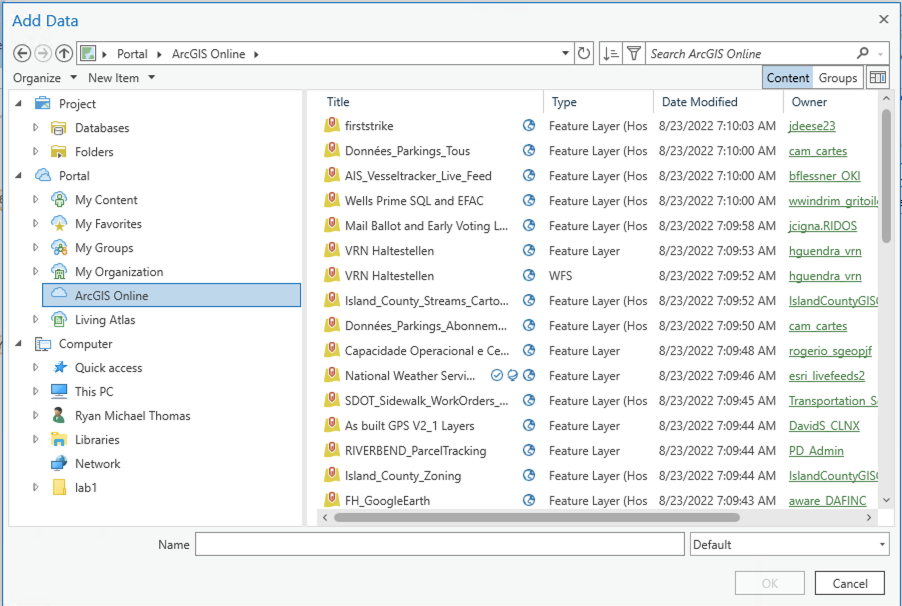 Add Data
Portal ArcGIS Online
Search ArcGIS Online
Organize New Item
Content Groups
Project
Databases
Folders
Portal
My Content
My Favorites
My Groups
My Organization
ArcGIS Online
Living Atlas
Computer
Quick access
This PC
Ryan Michael Thomas
Libraries
Network
lab1
Title Type Date Modified Owner
firststrike Feature Layer (Hos 8/23/2022 7:10:03 AM jdeese23
Données_Parkings_Tous Feature Layer (Hos 8/23/2022 7:10:00 AM cam_cartes
AIS_Vesseltracker_Live_Feed Feature Layer (Hos 8/23/2022 7:10:00 AM bflessner_OKI
Wells Prime SQL and EFAC Feature Layer (Hos 8/23/2022 7:10:00 AM wwindrim_gritoil
Mail Ballot and Early Voting L... Feature Layer (Hos 8/23/2022 7:09:58 AM jcigna.RIDOS
VRN Haltestellen Feature Layer 8/23/2022 7:09:53 AM hguendra_vrn
VRN Haltestellen WFS 8/23/2022 7:09:52 AM hguendra_vrn
Island_County_Streams_Carto... Feature Layer (Hos 8/23/2022 7:09:52 AM IslandCountyGISC
Données_Parkings_Abonnem... Feature Layer (Hos 8/23/2022 7:09:50 AM cam_cartes
Capacidade Operacional e Ce... Feature Layer 8/23/2022 7:09:48 AM rogerio_sgeopjf
National Weather Servi... Feature Layer 8/23/2022 7:09:46 AM esri_livefeeds2
SDOT_Sidewalk_WorkOrders_... Feature Layer (Hos 8/23/2022 7:09:45 AM Transportation_S
As built GPS V2_1 Layers Feature Layer (Hos 8/23/2022 7:09:44 AM DavidS_CLNX
RIVERBEND_ParcelTracking Feature Layer (Hos 8/23/2022 7:09:44 AM PD_Admin
Island_County_Zoning Feature Layer (Hos 8/23/2022 7:09:44 AM IslandCountyGISC
FH_GoogleEarth Feature Layer (Hos 8/23/2022 7:09:43 AM aware_DAFINC
Name Default
OK Cancel